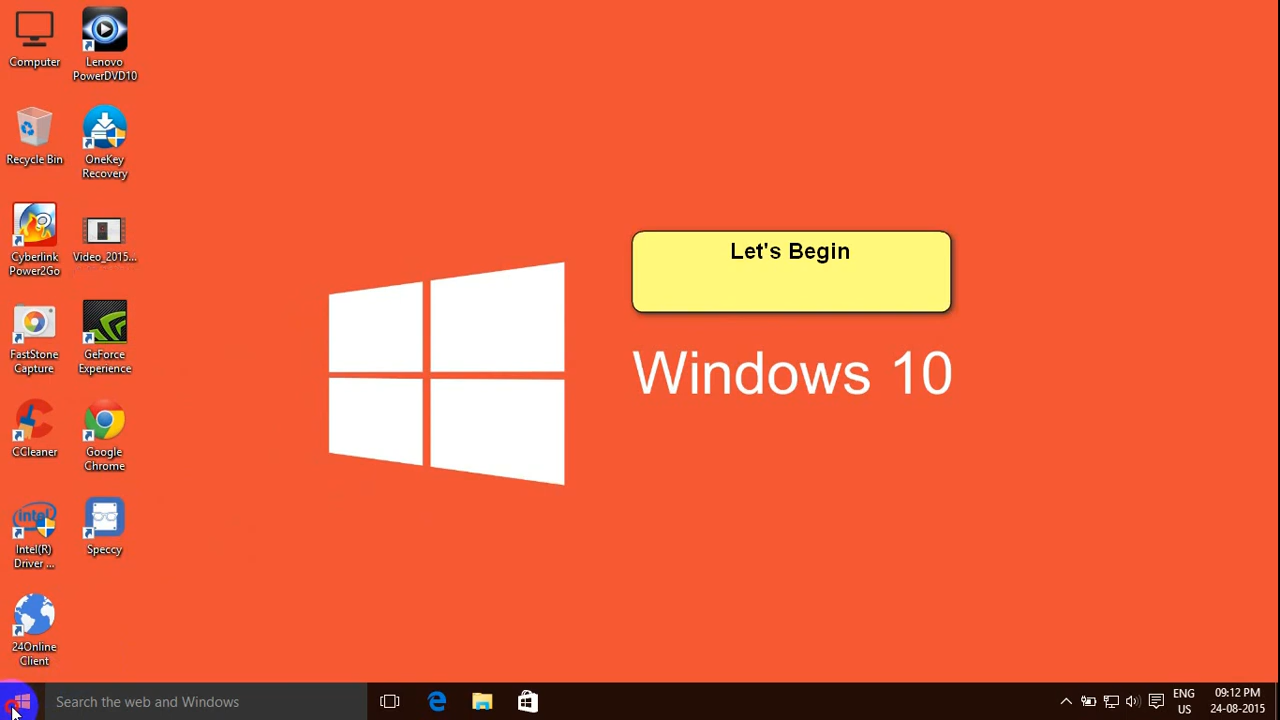 Computer
Lenovo
PowerDVD10
Recycle Bin
OneKey
Recovery
Cyberlink
Power2Go
Video_2015...
FastStone
Capture
GeForce
Experience
CCleaner
Google
Chrome
intel
Intel(R)
Driver ...
Speccy
24Online
Client
Let's Begin
Windows 10
Search the web and Windows
ENG
US
09:12 PM
24-08-2015